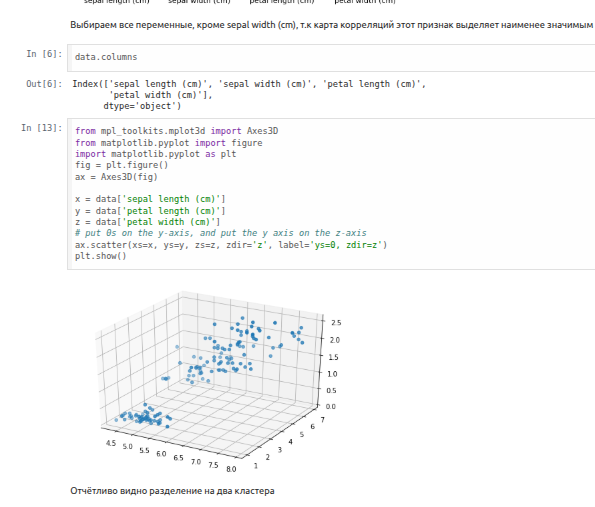 sepal length (cm) sepal width (cm) petal length (cm) petal width (cm)
Выбираем все переменные, кроме sepal width (cm), т.к карта корреляций этот признак выделяет наименее значимым
In [6]: data.columns
Out[6]: Index(['sepal length (cm)', 'sepal width (cm)', 'petal length (cm)',
'petal width (cm)'],
dtype='object')
In [13]:
from mpl_toolkits.mplot3d import Axes3D
from matplotlib.pyplot import figure
import matplotlib.pyplot as plt
fig = plt.figure()
ax = Axes3D(fig)
x = data['sepal length (cm)']
y = data['petal length (cm)']
z = data['petal width (cm)']
# put 0s on the y-axis, and put the y axis on the z-axis
ax.scatter(xs=x, ys=y, zs=z, zdir='z', label='ys=0, zdir=z')
plt.show()
2.5
2.0
1.5
1.0
0.5
0.0
4.5 5.0 5.5 6.0 6.5 7.0 7.5 8.0
1 2 3 4 5 6 7
Отчётливо видно разделение на два кластера